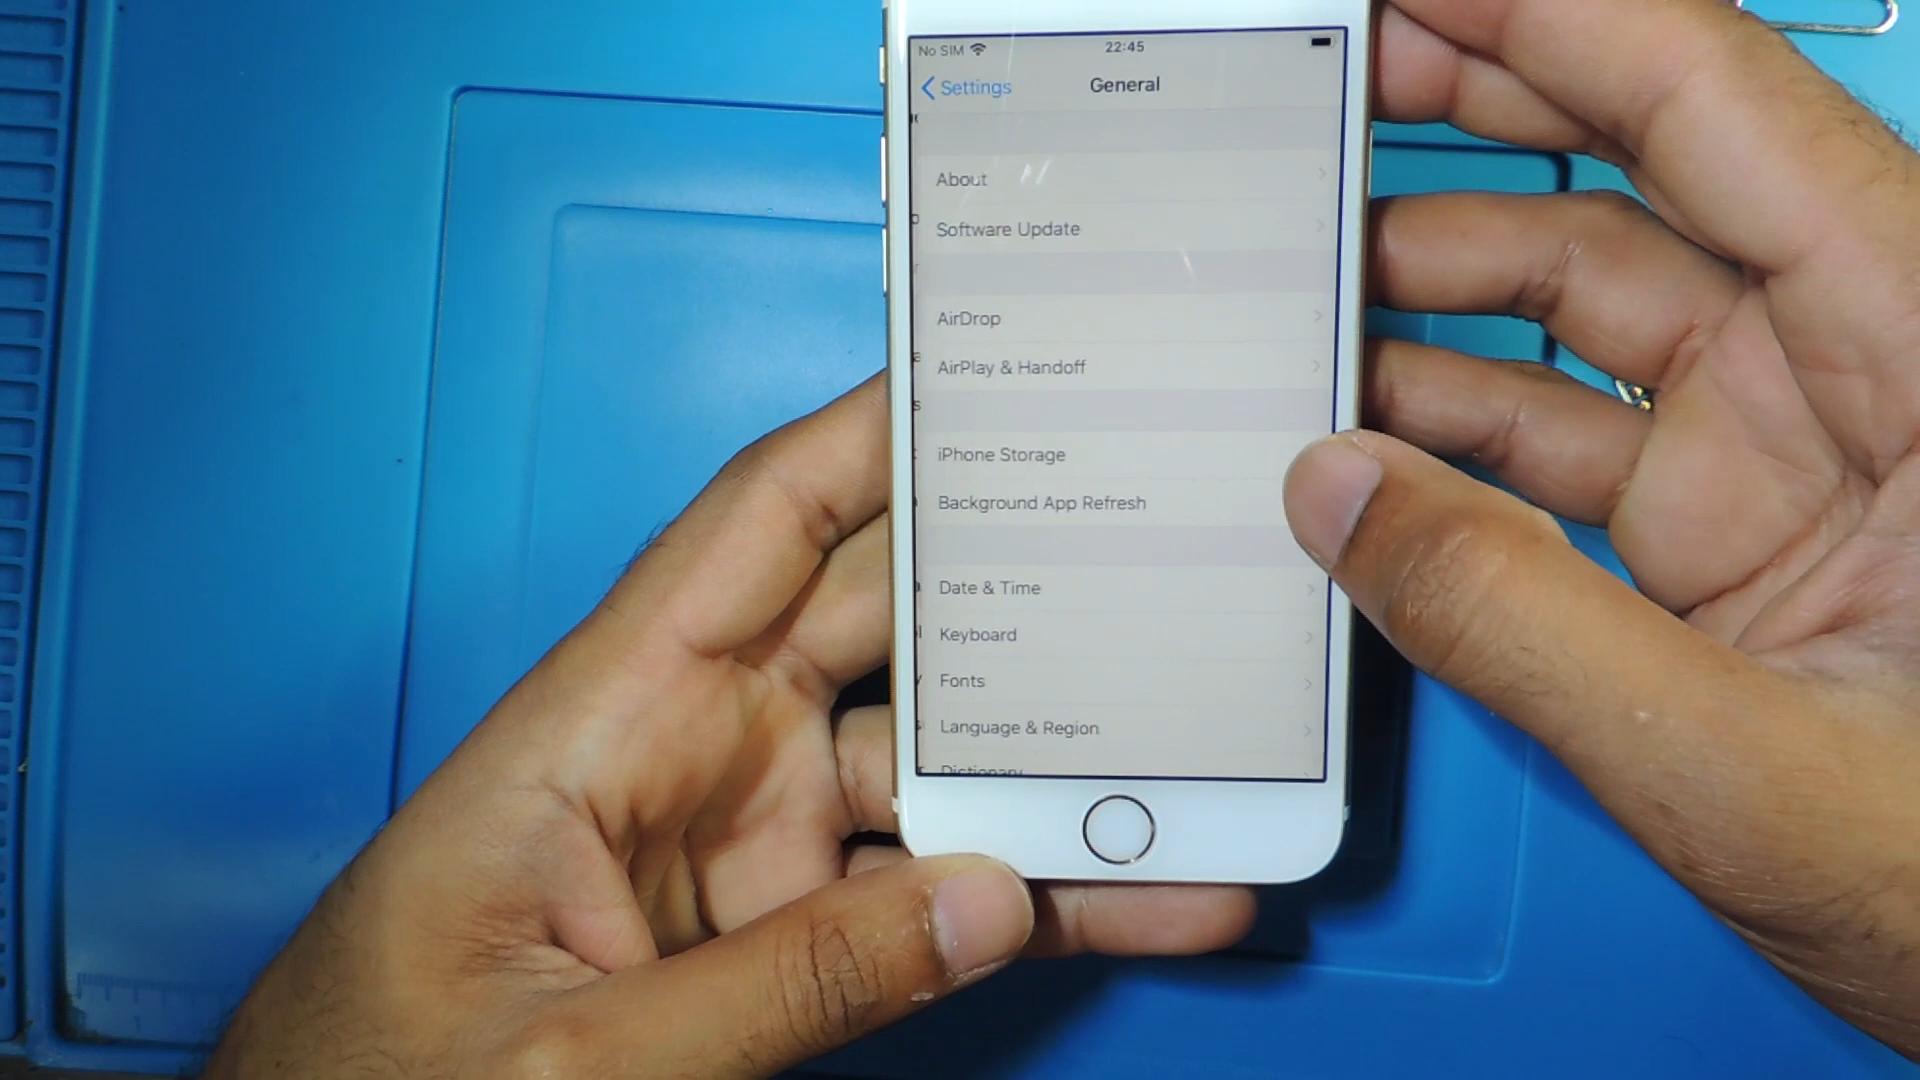 No SIM 22:45
Settings General
About
Software Update
AirDrop
AirPlay & Handoff
iPhone Storage
Background App Refresh
Date & Time
Keyboard
Fonts
Language & Region
Dictionary